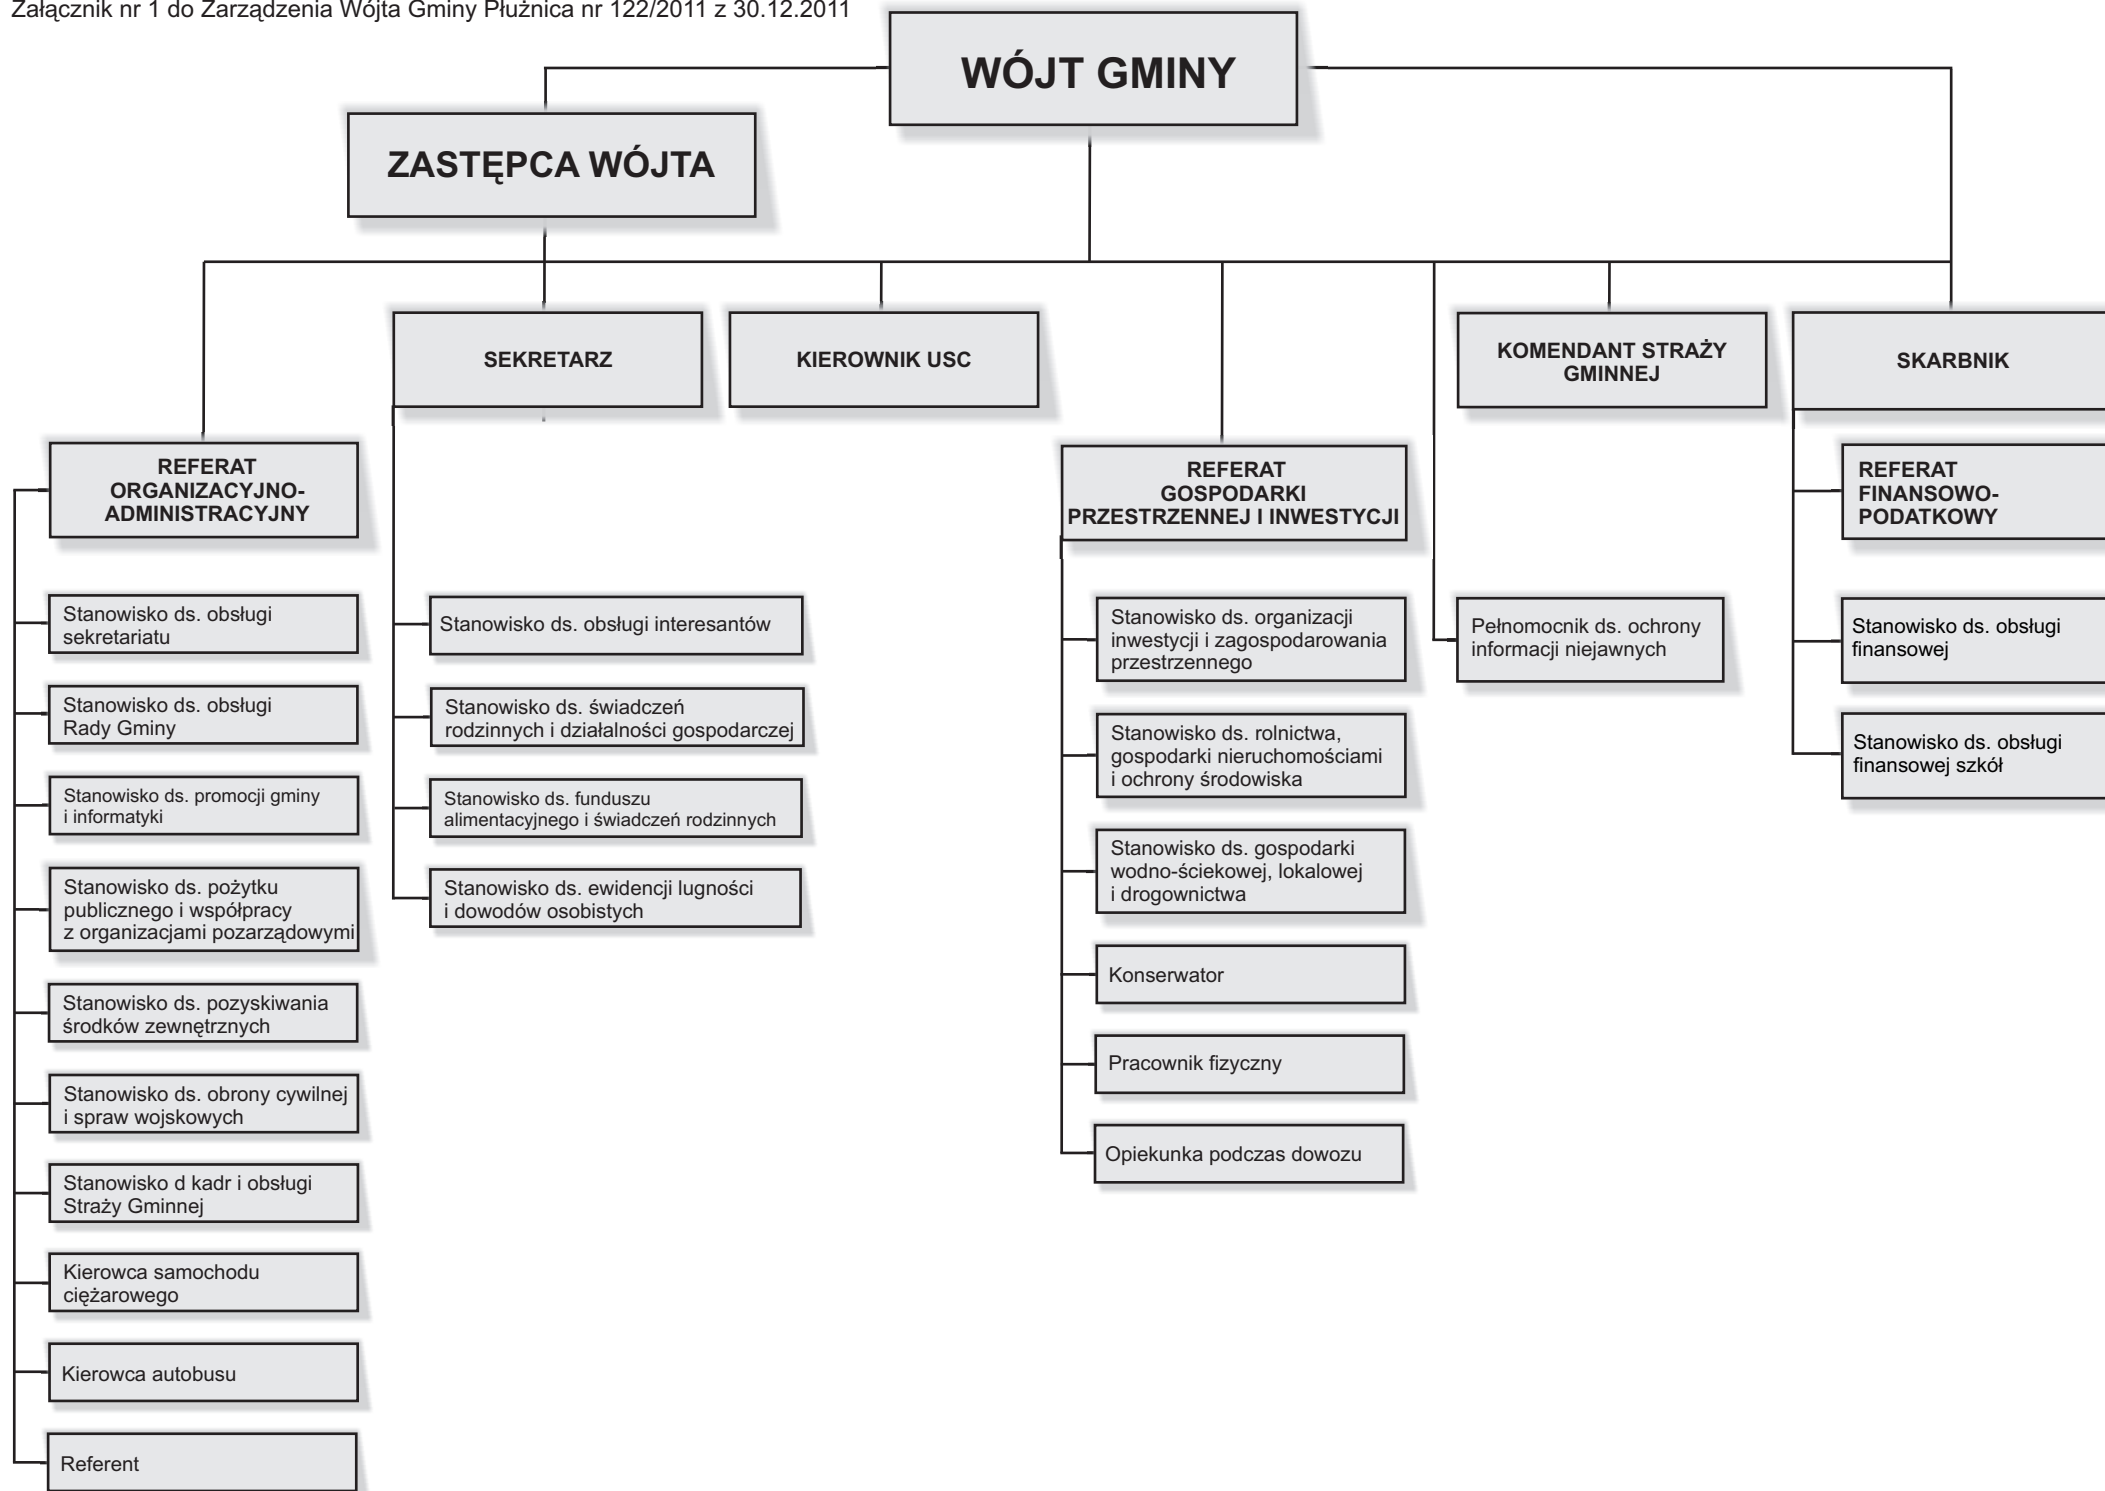 Załącznik nr 1 do Zarządzenia Wójta Gminy Płużnica nr 122/2011 z 30.12.2011
WÓJT GMINY
ZASTĘPCA WÓJTA
SEKRETARZ
KIEROWNIK USC
KOMENDANT STRAŻY
GMINNEJ
SKARBNIK
REFERAT
ORGANIZACYJNO-
ADMINISTRACYJNY
Stanowisko ds. obsługi
sekretariatu
Stanowisko ds. obsługi
Rady Gminy
Stanowisko ds. promocji gminy
i informatyki
Stanowisko ds. pożytku
publicznego i współpracy
z organizacjami pozarządowymi
Stanowisko ds. pozyskiwania
środków zewnętrznych
Stanowisko ds. obrony cywilnej
i spraw wojskowych
Stanowisko d kadr i obsługi
Straży Gminnej
Kierowca samochodu
ciężarowego
Kierowca autobusu
Referent
Stanowisko ds. obsługi interesantów
Stanowisko ds. świadczeń
rodzinnych i działalności gospodarczej
Stanowisko ds. funduszu
alimentacyjnego i świadczeń rodzinnych
Stanowisko ds. ewidencji lugności
i dowodów osobistych
REFERAT
GOSPODARKI
PRZESTRZENNEJ I INWESTYCJI
Stanowisko ds. organizacji
inwestycji i zagospodarowania
przestrzennego
Stanowisko ds. rolnictwa,
gospodarki nieruchomościami
i ochrony środowiska
Stanowisko ds. gospodarki
wodno-ściekowej, lokalowej
i drogownictwa
Konserwator
Pracownik fizyczny
Opiekunka podczas dowozu
Pełnomocnik ds. ochrony
informacji niejawnych
REFERAT
FINANSOWO-
PODATKOWY
Stanowisko ds. obsługi
finansowej
Stanowisko ds. obsługi
finansowej szkół